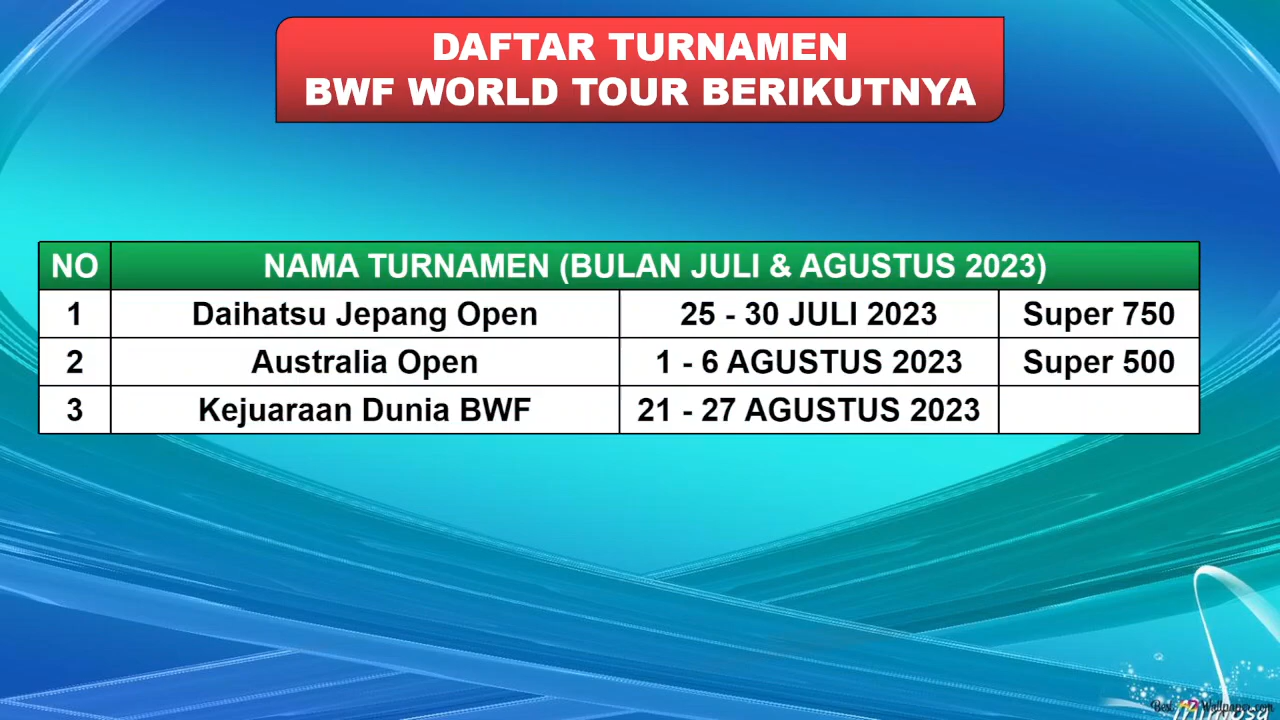 DAFTAR TURNAMEN
BWF WORLD TOUR BERIKUTNYA
NO NAMA TURNAMEN (BULAN JULI & AGUSTUS 2023)
1 Daihatsu Jepang Open 25 - 30 JULI 2023 Super 750
2 Australia Open 1 - 6 AGUSTUS 2023 Super 500
3 Kejuaraan Dunia BWF 21 - 27 AGUSTUS 2023